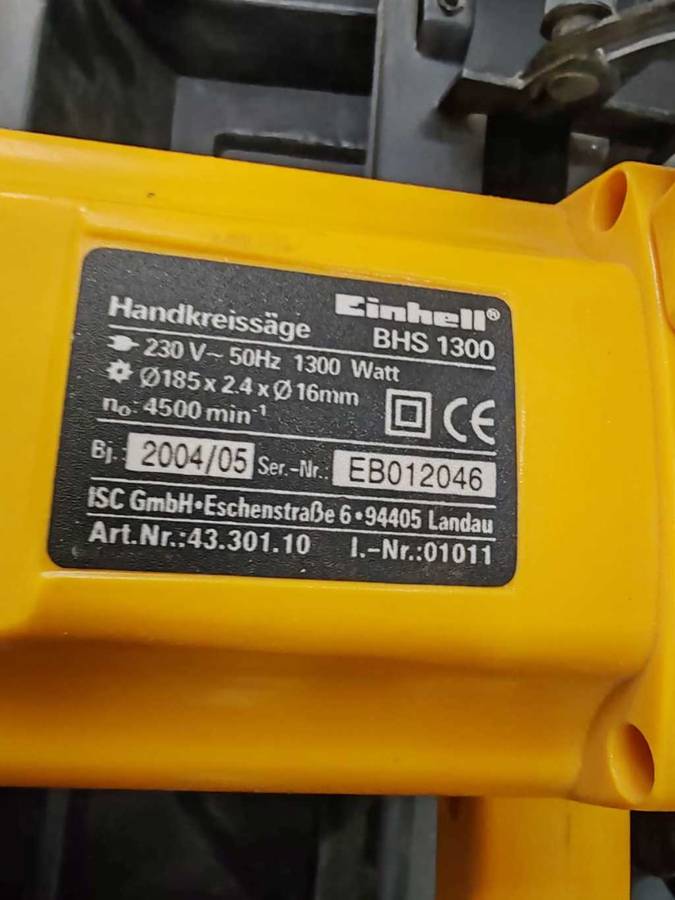 Einhell®
Handkreissäge BHS 1300
230 V~ 50Hz 1300 Watt
Ø185 x 2.4 x Ø 16mm
n₀: 4500 min⁻¹ CE
Bj.: 2004/05 Ser.-Nr.: EB012046
ISC GmbH•Eschenstraße 6•94405 Landau
Art.Nr.:43.301.10 I.-Nr.:01011